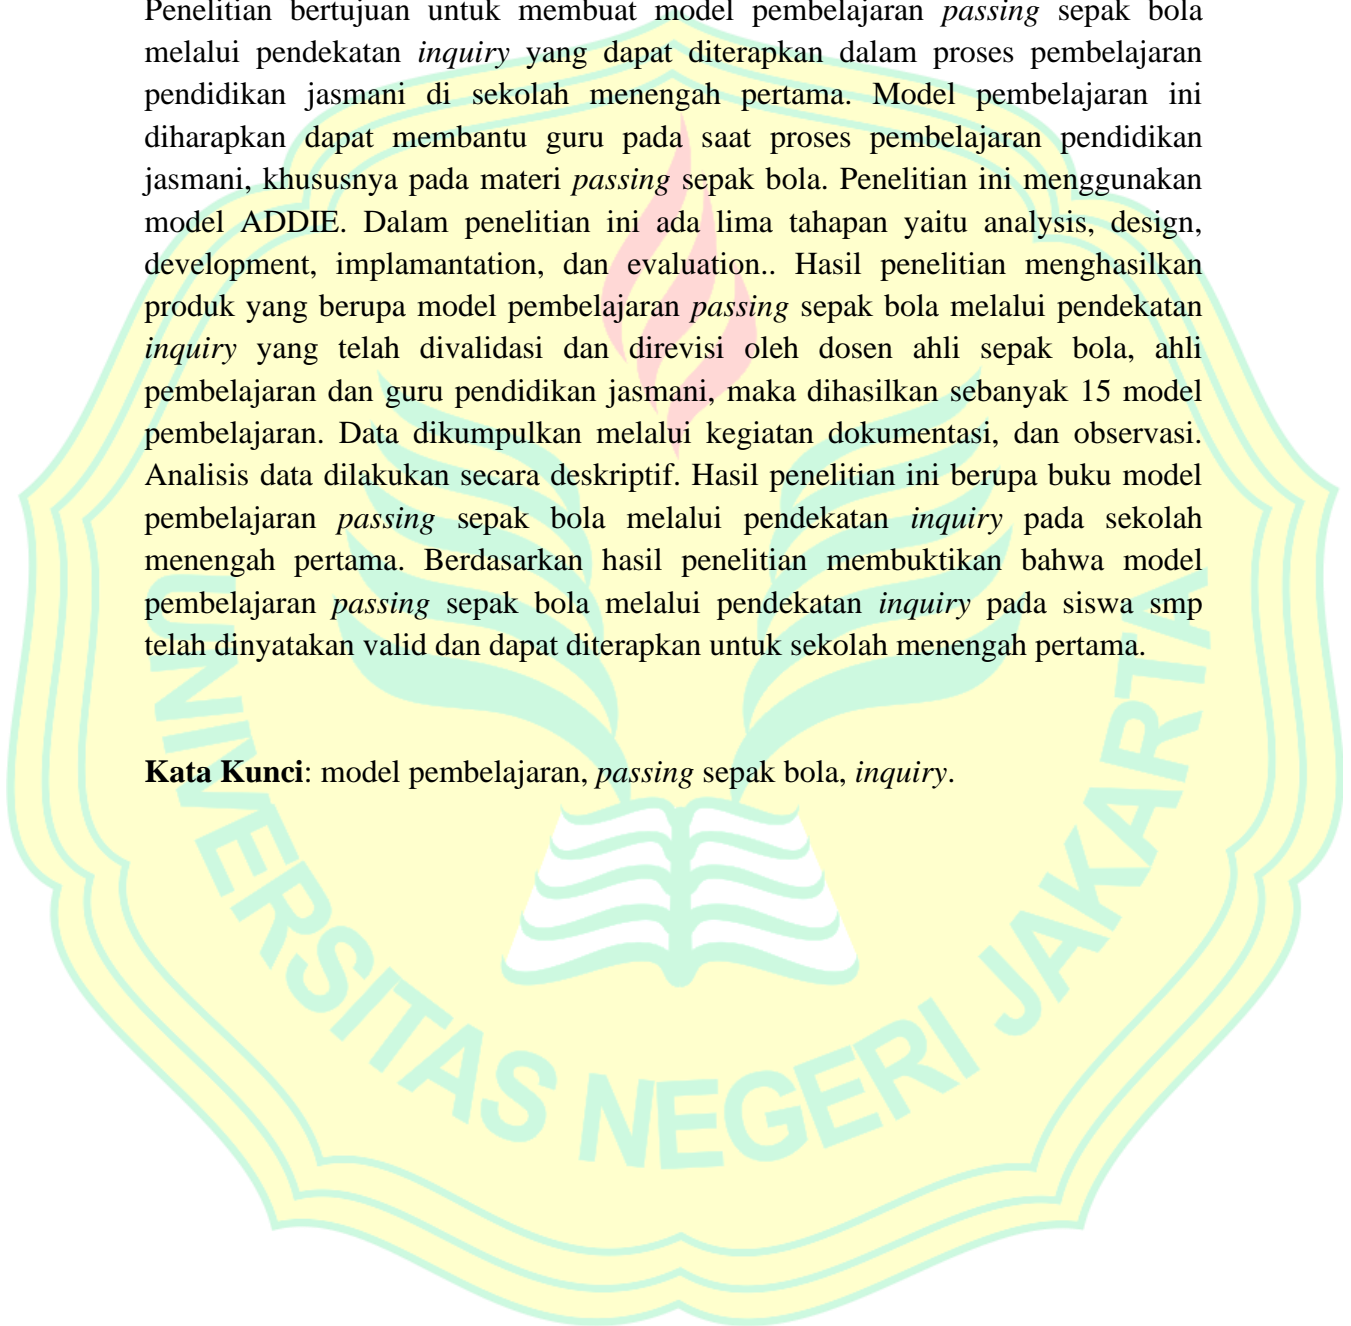 Penelitian bertujuan untuk membuat model pembelajaran passing sepak bola
melalui pendekatan inquiry yang dapat diterapkan dalam proses pembelajaran
pendidikan jasmani di sekolah menengah pertama. Model pembelajaran ini
diharapkan dapat membantu guru pada saat proses pembelajaran pendidikan
jasmani, khususnya pada materi passing sepak bola. Penelitian ini menggunakan
model ADDIE. Dalam penelitian ini ada lima tahapan yaitu analysis, design,
development, implamantation, dan evaluation.. Hasil penelitian menghasilkan
produk yang berupa model pembelajaran passing sepak bola melalui pendekatan
inquiry yang telah divalidasi dan direvisi oleh dosen ahli sepak bola, ahli
pembelajaran dan guru pendidikan jasmani, maka dihasilkan sebanyak 15 model
pembelajaran. Data dikumpulkan melalui kegiatan dokumentasi, dan observasi.
Analisis data dilakukan secara deskriptif. Hasil penelitian ini berupa buku model
pembelajaran passing sepak bola melalui pendekatan inquiry pada sekolah
menengah pertama. Berdasarkan hasil penelitian membuktikan bahwa model
pembelajaran passing sepak bola melalui pendekatan inquiry pada siswa smp
telah dinyatakan valid dan dapat diterapkan untuk sekolah menengah pertama.
Kata Kunci: model pembelajaran, passing sepak bola, inquiry.
UNIVERSITAS NEGERI JAKARTA